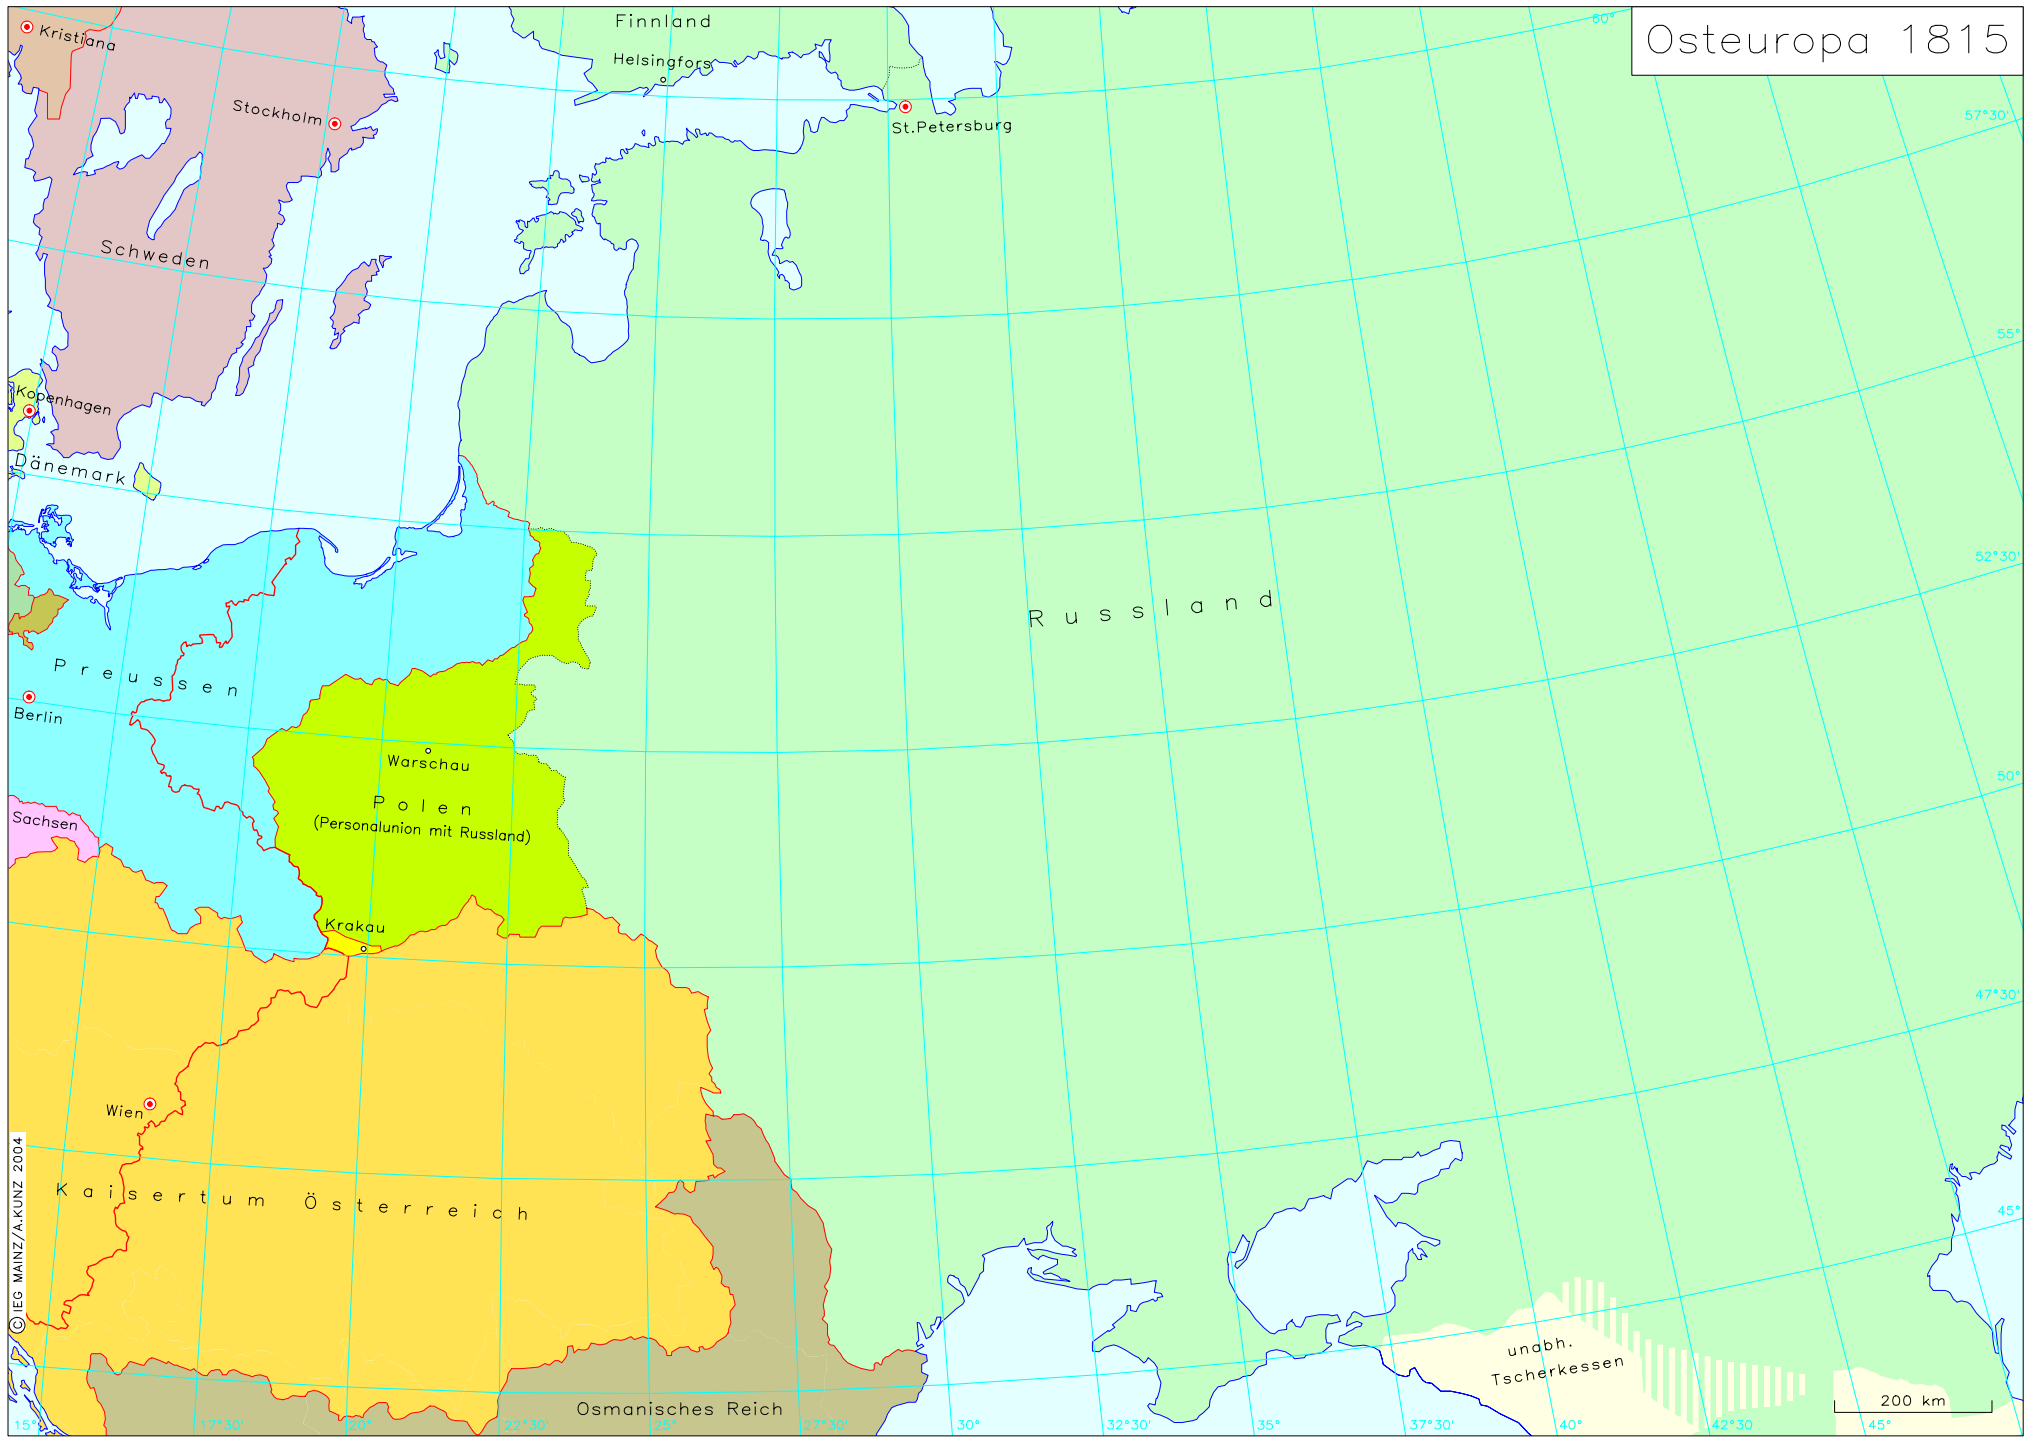 Osteuropa 1815
Finnland
Helsingfors
60°
Kristiana
Stockholm
St.Petersburg
57°30'
Schweden
55°
Kopenhagen
Dänemark
52°30'
Russland
Preussen
Berlin
Warschau
Polen
(Personalunion mit Russland)
50°
Sachsen
Krakau
47°30'
Wien
Kaisertum Österreich
45°
©IEG MAINZ/A.KUNZ 2004
unabh.
Tscherkessen
Osmanisches Reich
200 km
15°
17°30'
20°
22°30'
25°
27°30'
30°
32°30'
35°
37°30'
40°
42°30'
45°